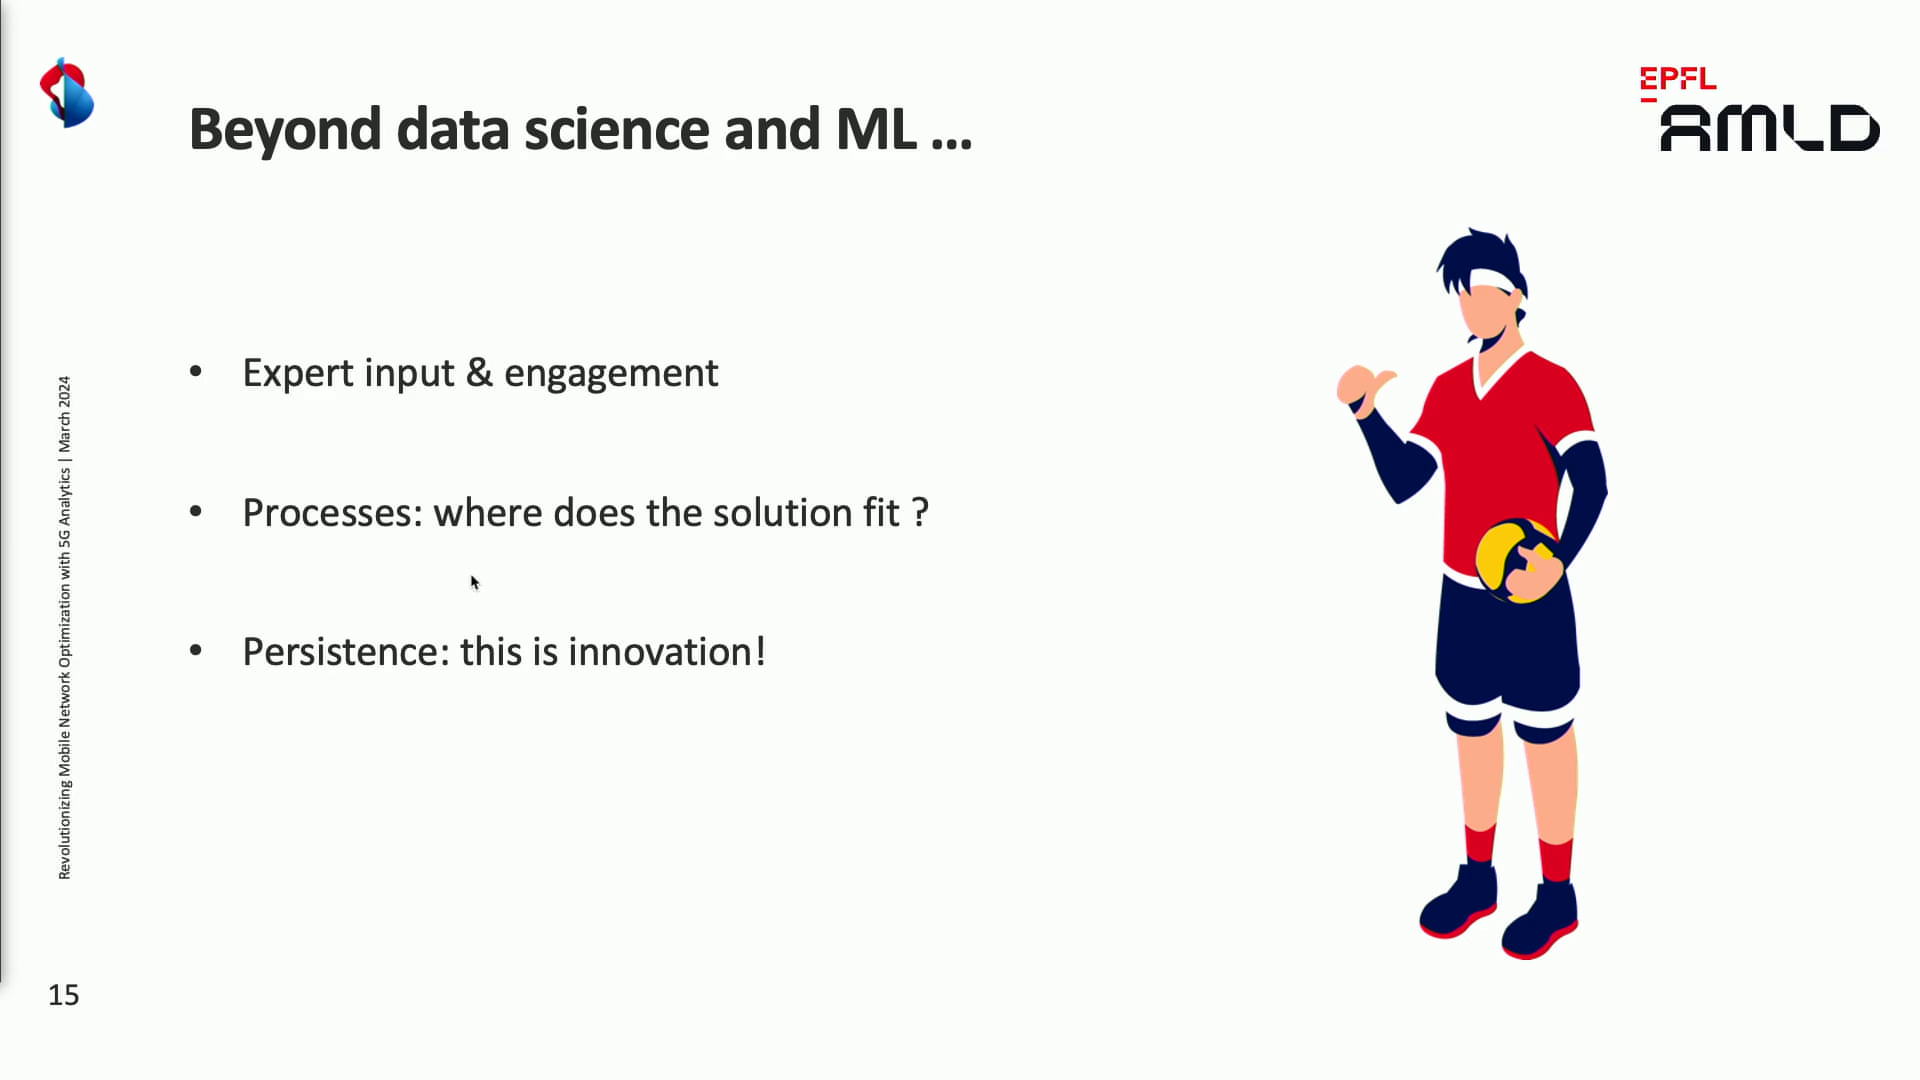 Beyond data science and ML ...
EPFL
AMLD
• Expert input & engagement
• Processes: where does the solution fit ?
• Persistence: this is innovation!
Revolutionizing Mobile Network Optimization with 5G Analytics | March 2024
15